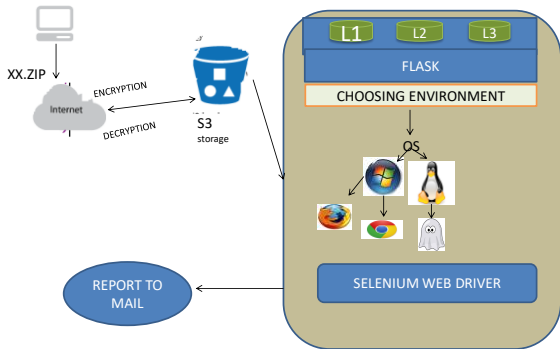 XX.ZIP
Internet
ENCRYPTION
DECRYPTION
S3
storage
L1
L2
L3
FLASK
CHOOSING ENVIRONMENT
OS
SELENIUM WEB DRIVER
REPORT TO
MAIL